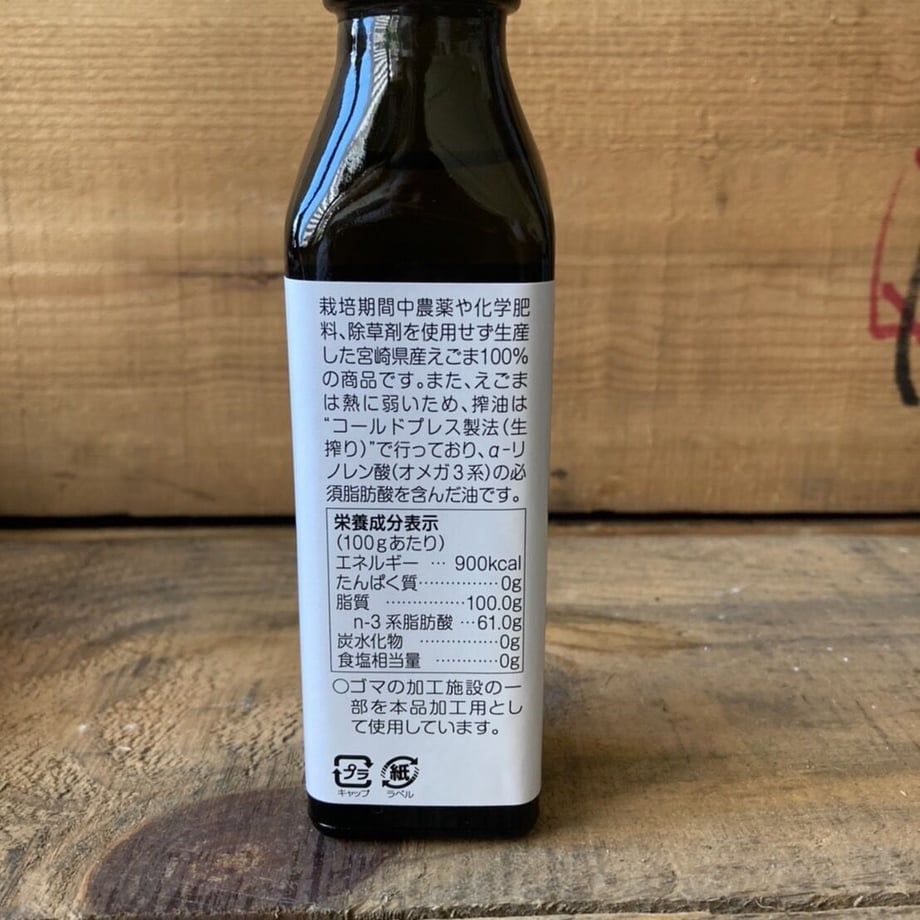 栽培期間中農薬や化学肥
料、除草剤を使用せず生産
した宮崎県産えごま100%
の商品です。また、えごま
は熱に弱いため、搾油は
“コールドプレス製法(生
搾り)”で行っており、α-リ
ノレン酸(オメガ3系)の必
須脂肪酸を含んだ油です。
栄養成分表示
(100gあたり)
エネルギー … 900kcal
たんぱく質……………0g
脂質 ……………100.0g
n-3系脂肪酸 …61.0g
炭水化物 ……………0g
食塩相当量 …………0g
○ゴマの加工施設の一
部を本品加工用とし
て使用しています。
プラ 紙
キャップ ラベル